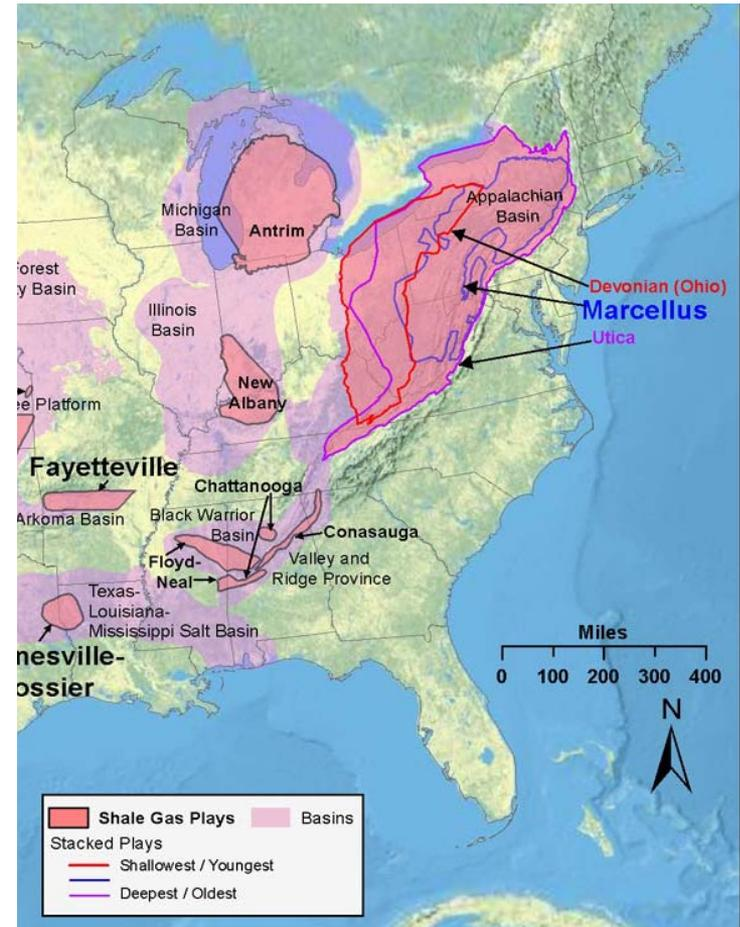 Michigan
Basin
Antrim
Appalachian
Basin
Forest
y Basin
Illinois
Basin
Devonian (Ohio)
Marcellus
Utica
New
Albany
ee Platform
Fayetteville
Chattanooga
Arkoma Basin
Black Warrior
Basin
Conasauga
Floyd-
Neal
Valley and
Ridge Province
Texas-
Louisiana-
Mississippi Salt Basin
nesville-
ossier
Miles
0 100 200 300 400
N
Shale Gas Plays
Basins
Stacked Plays
Shallowest / Youngest
Deepest / Oldest